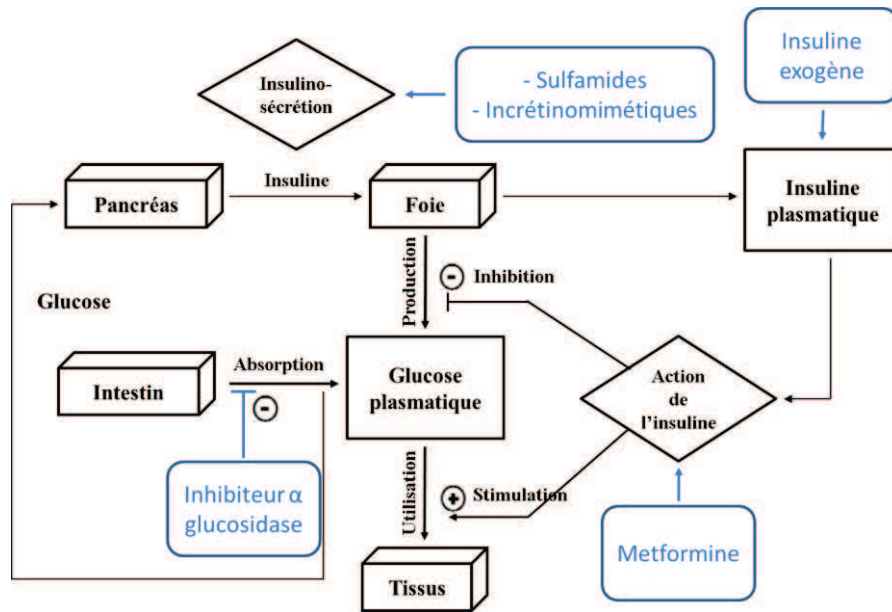 Insulino-
sécrétion
- Sulfamides
- Incrétinomimétiques
Insuline
exogène
Pancréas
Insuline
Foie
Insuline
plasmatique
Production
-
Inhibition
Glucose
Intestin
Absorption
-
Glucose
plasmatique
Action
de
l'insuline
Inhibiteur α
glucosidase
Utilisation
+
Stimulation
Metformine
Tissus